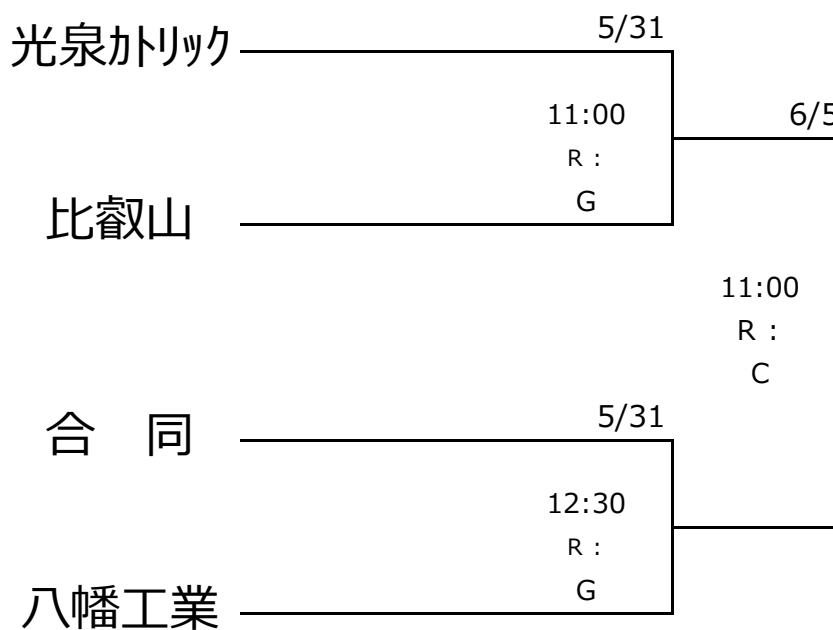 5/31
光泉ｶﾄﾘｯｸ
11:00
6/5
R :
G
比叡山
11:00
R :
C
5/31
合　同
12:30
R :
G
八幡工業